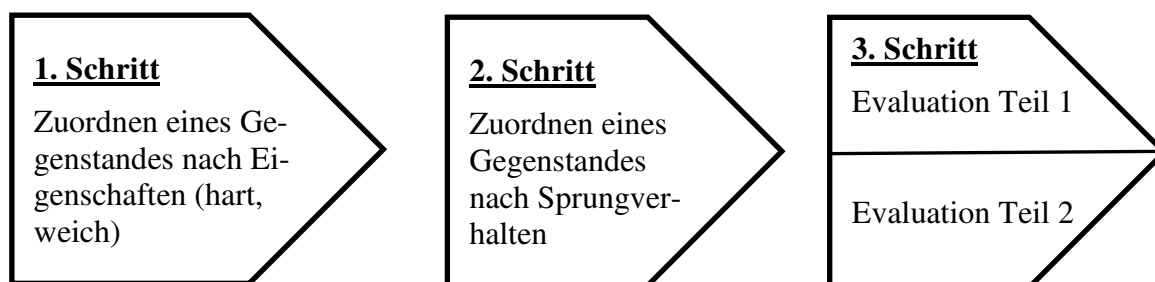 1. Schritt
Zuordnen eines Ge-
genstandes nach Ei-
genschaften (hart,
weich)
2. Schritt
Zuordnen eines
Gegenstandes
nach Sprungver-
halten
3. Schritt
Evaluation Teil 1
Evaluation Teil 2